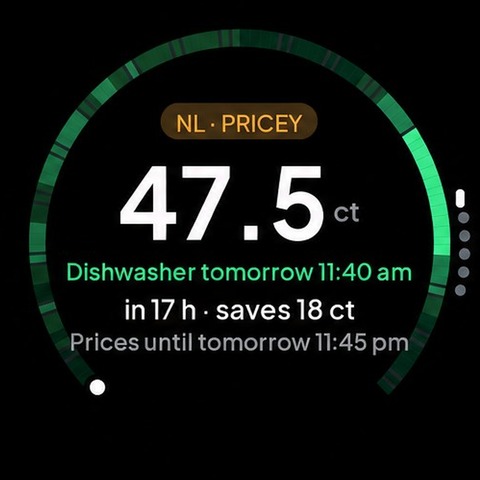 NL · PRICEY
47.5 ct
Dishwasher tomorrow 11:40 am
in 17 h · saves 18 ct
Prices until tomorrow 11:45 pm